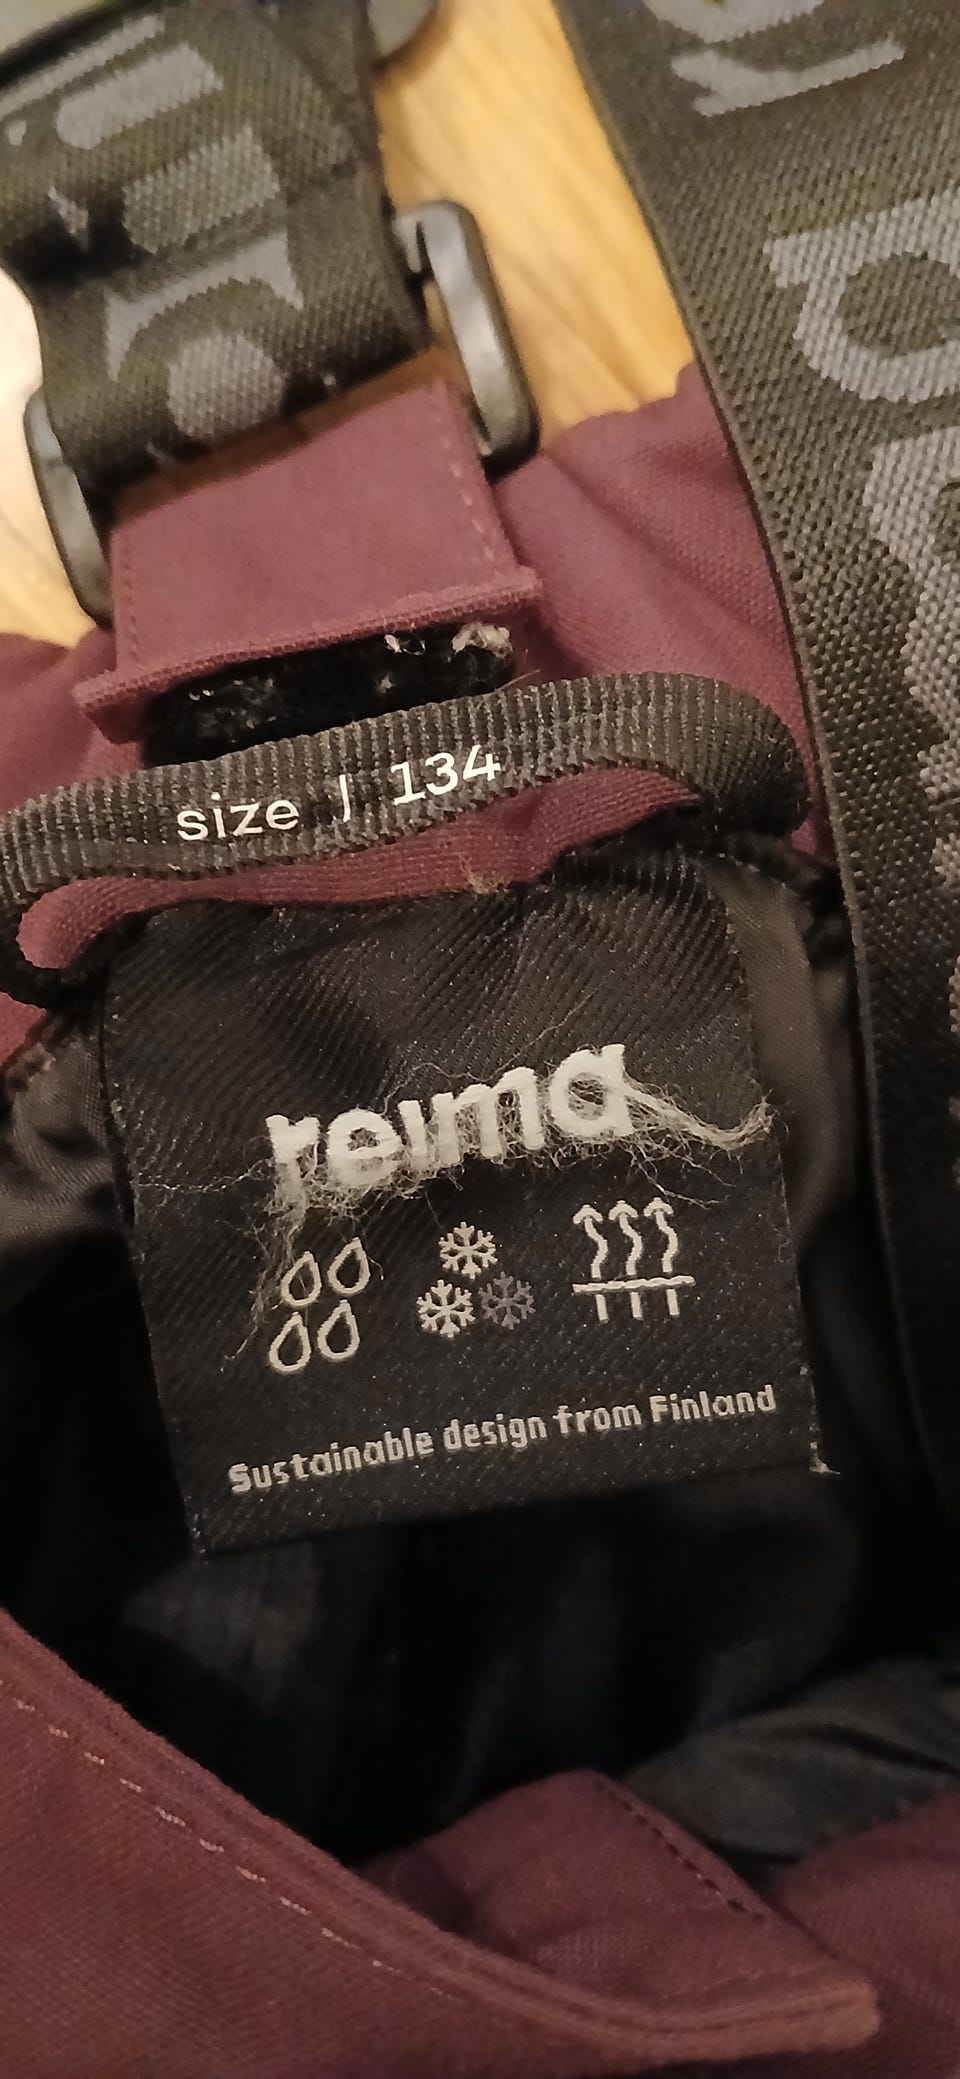 size | 134
reima
Sustainable design from Finland